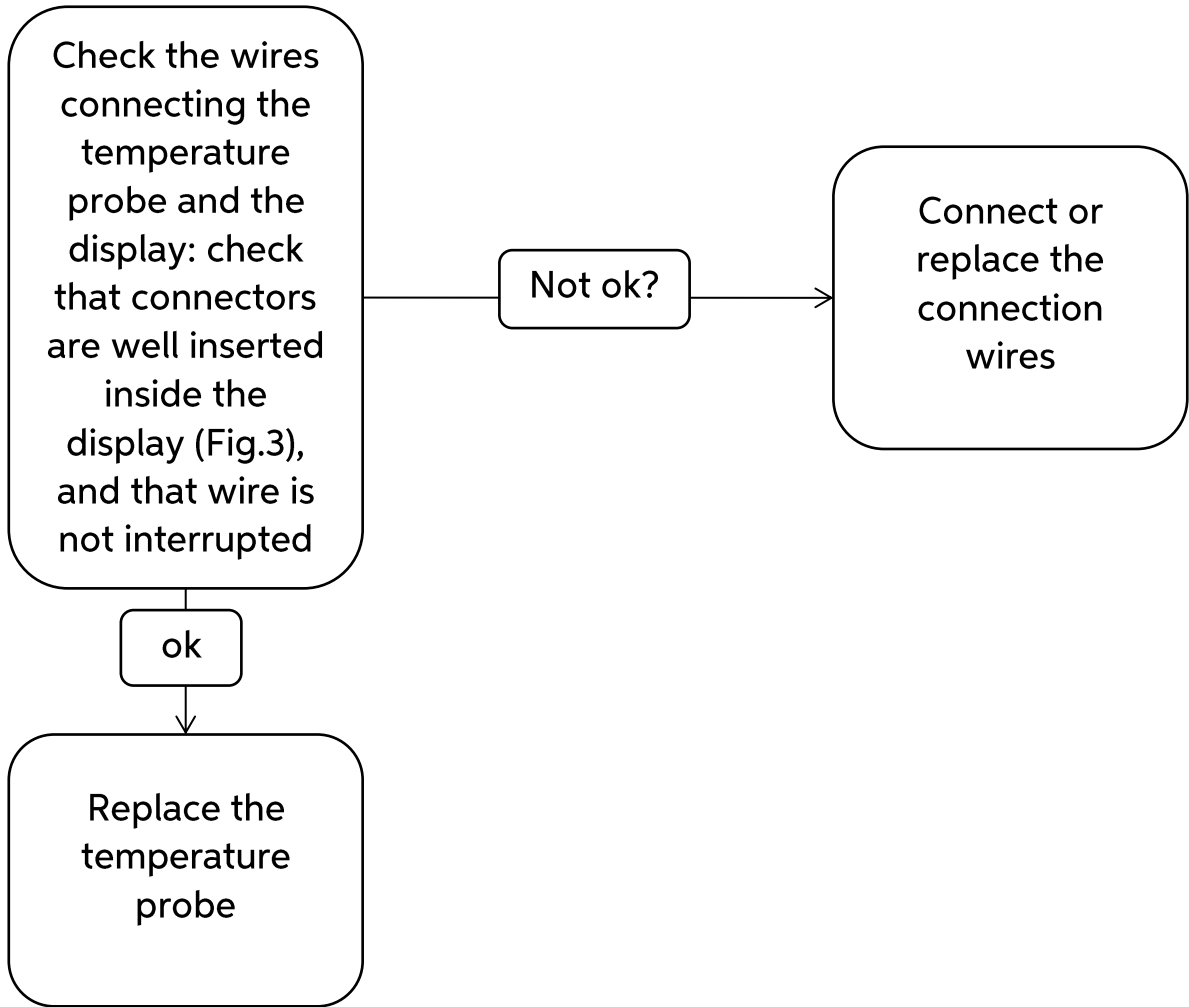 Check the wires
connecting the
temperature
probe and the
display: check
that connectors
are well inserted
inside the
display (Fig.3),
and that wire is
not interrupted
Not ok?
Connect or
replace the
connection
wires
ok
Replace the
temperature
probe